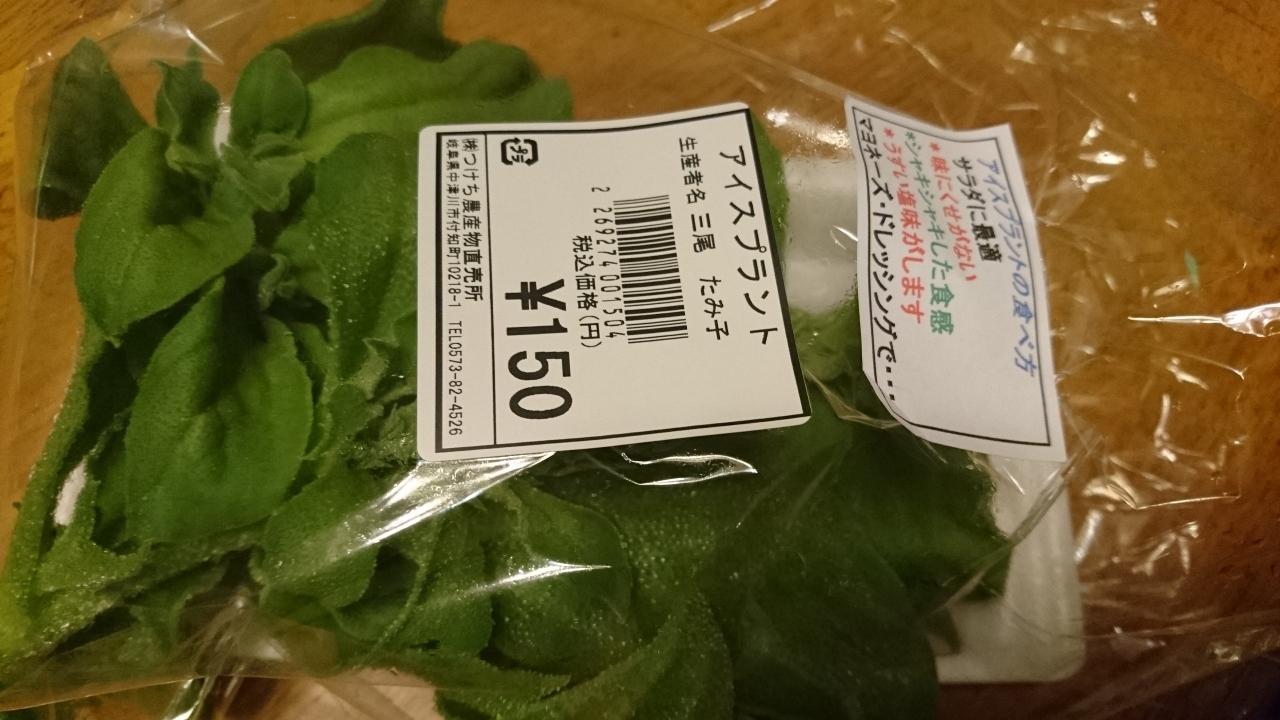 アイスプラント
生産者名 三尾 たみ子
2 269274 001504
税込価格(円)
¥150
プラ
㈱つけち農産物直売所
岐阜県中津川市付知町10218-1 TEL0573-82-4526
アイスプラントの食べ方
サラダに最適
*味にくせがない
*シャキシャキした食感
*うすい塩味がします
マヨネーズ・ドレッシングで・・・